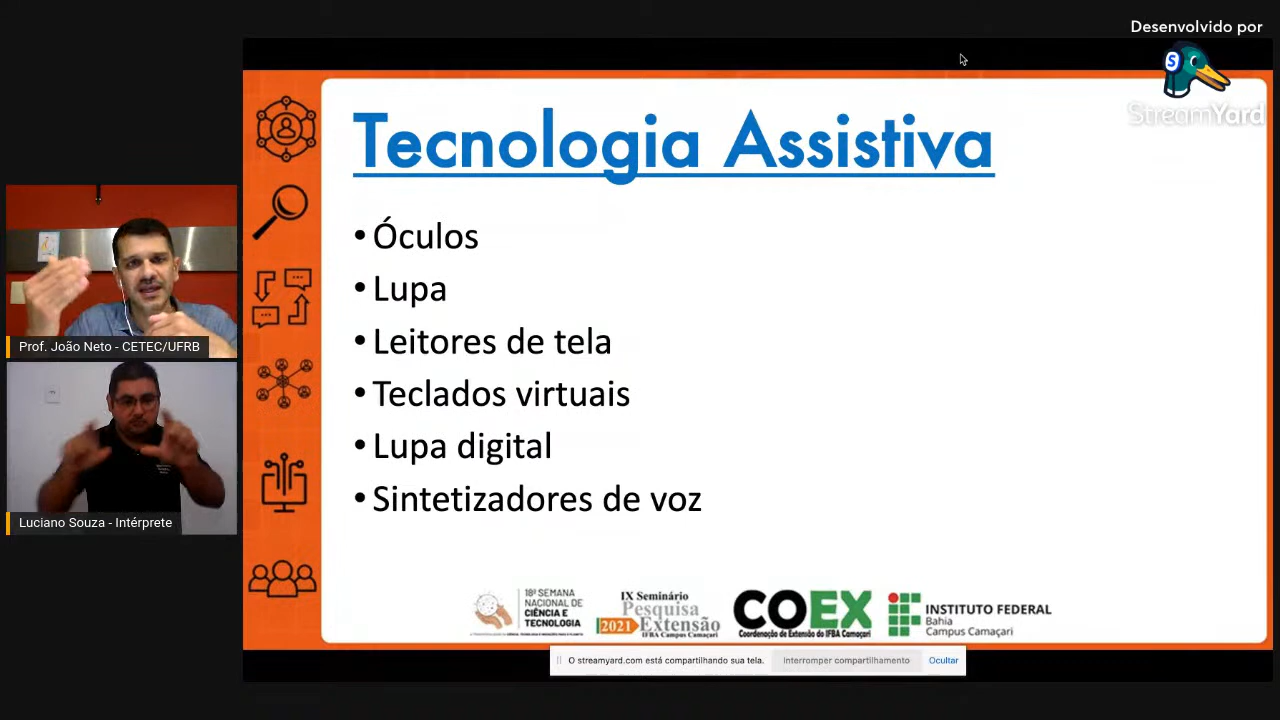 Desenvolvido por
StreamYard
Tecnologia Assistiva
• Óculos
• Lupa
• Leitores de tela
• Teclados virtuais
• Lupa digital
• Sintetizadores de voz
Prof. João Neto - CETEC/UFRB
Luciano Souza - Intérprete
18ª SEMANA
NACIONAL DE
CIÊNCIA E
TECNOLOGIA
IX Seminário
Pesquisa
2021 Extensão
IFBA Campus Camaçari
COEX
Coordenação de Extensão do IFBA Camaçari
INSTITUTO FEDERAL
Bahia
Campus Camaçari
O streamyard.com está compartilhando sua tela.
Interromper compartilhamento
Ocultar